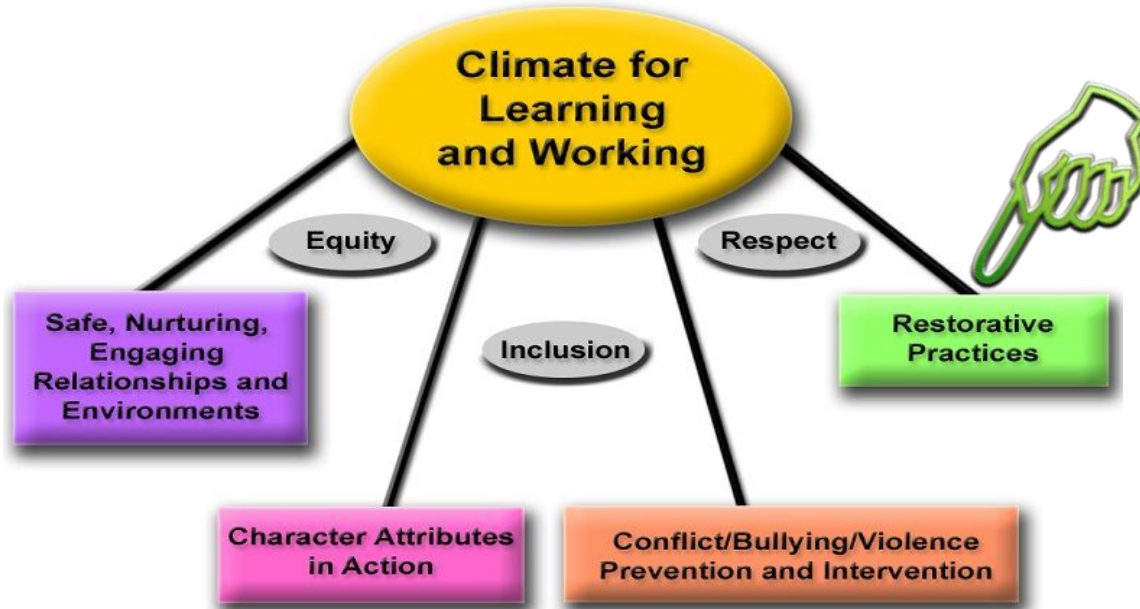 Climate for
Learning
and Working
Equity
Respect
Inclusion
Safe, Nurturing,
Engaging
Relationships and
Environments
Restorative
Practices
Character Attributes
in Action
Conflict/Bullying/Violence
Prevention and Intervention